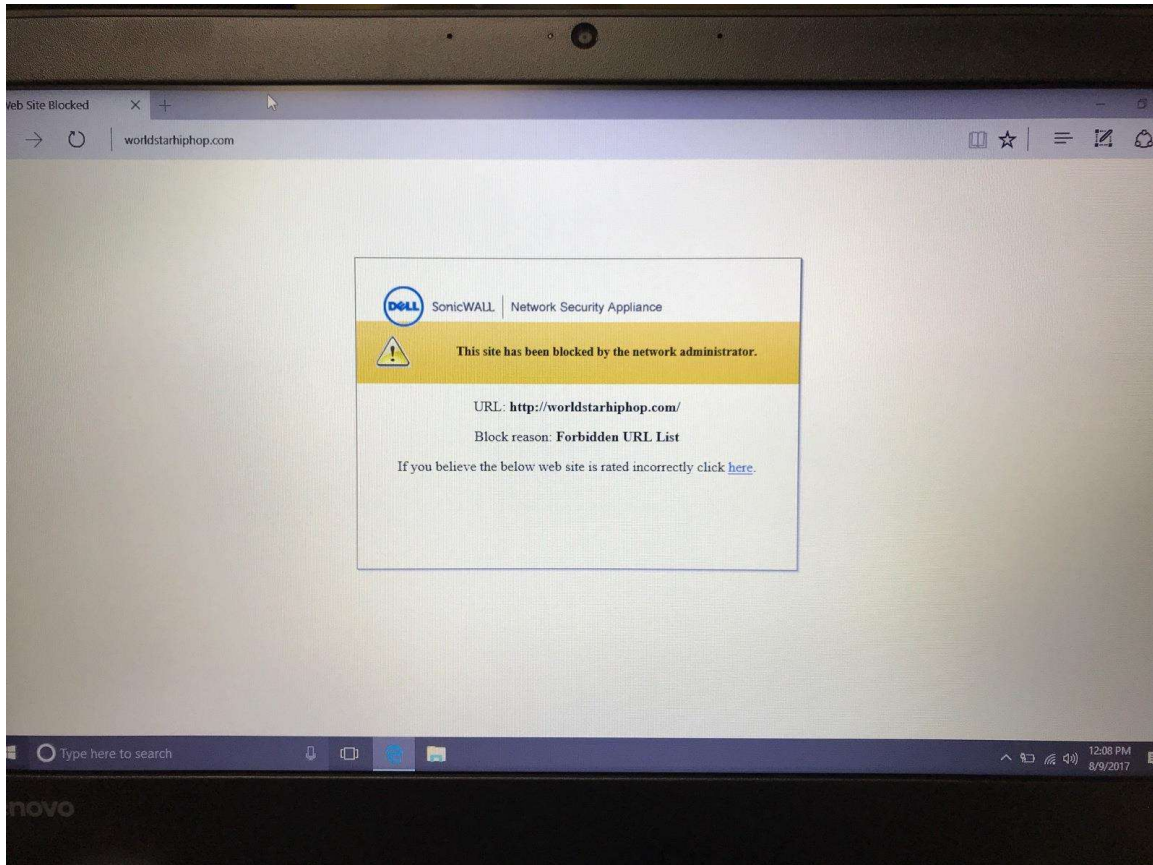 Web Site Blocked
worldstarhiphop.com
DELL SonicWALL | Network Security Appliance
This site has been blocked by the network administrator.
URL: http://worldstarhiphop.com/
Block reason: Forbidden URL List
If you believe the below web site is rated incorrectly click here.
Type here to search
12:08 PM
8/9/2017
novo